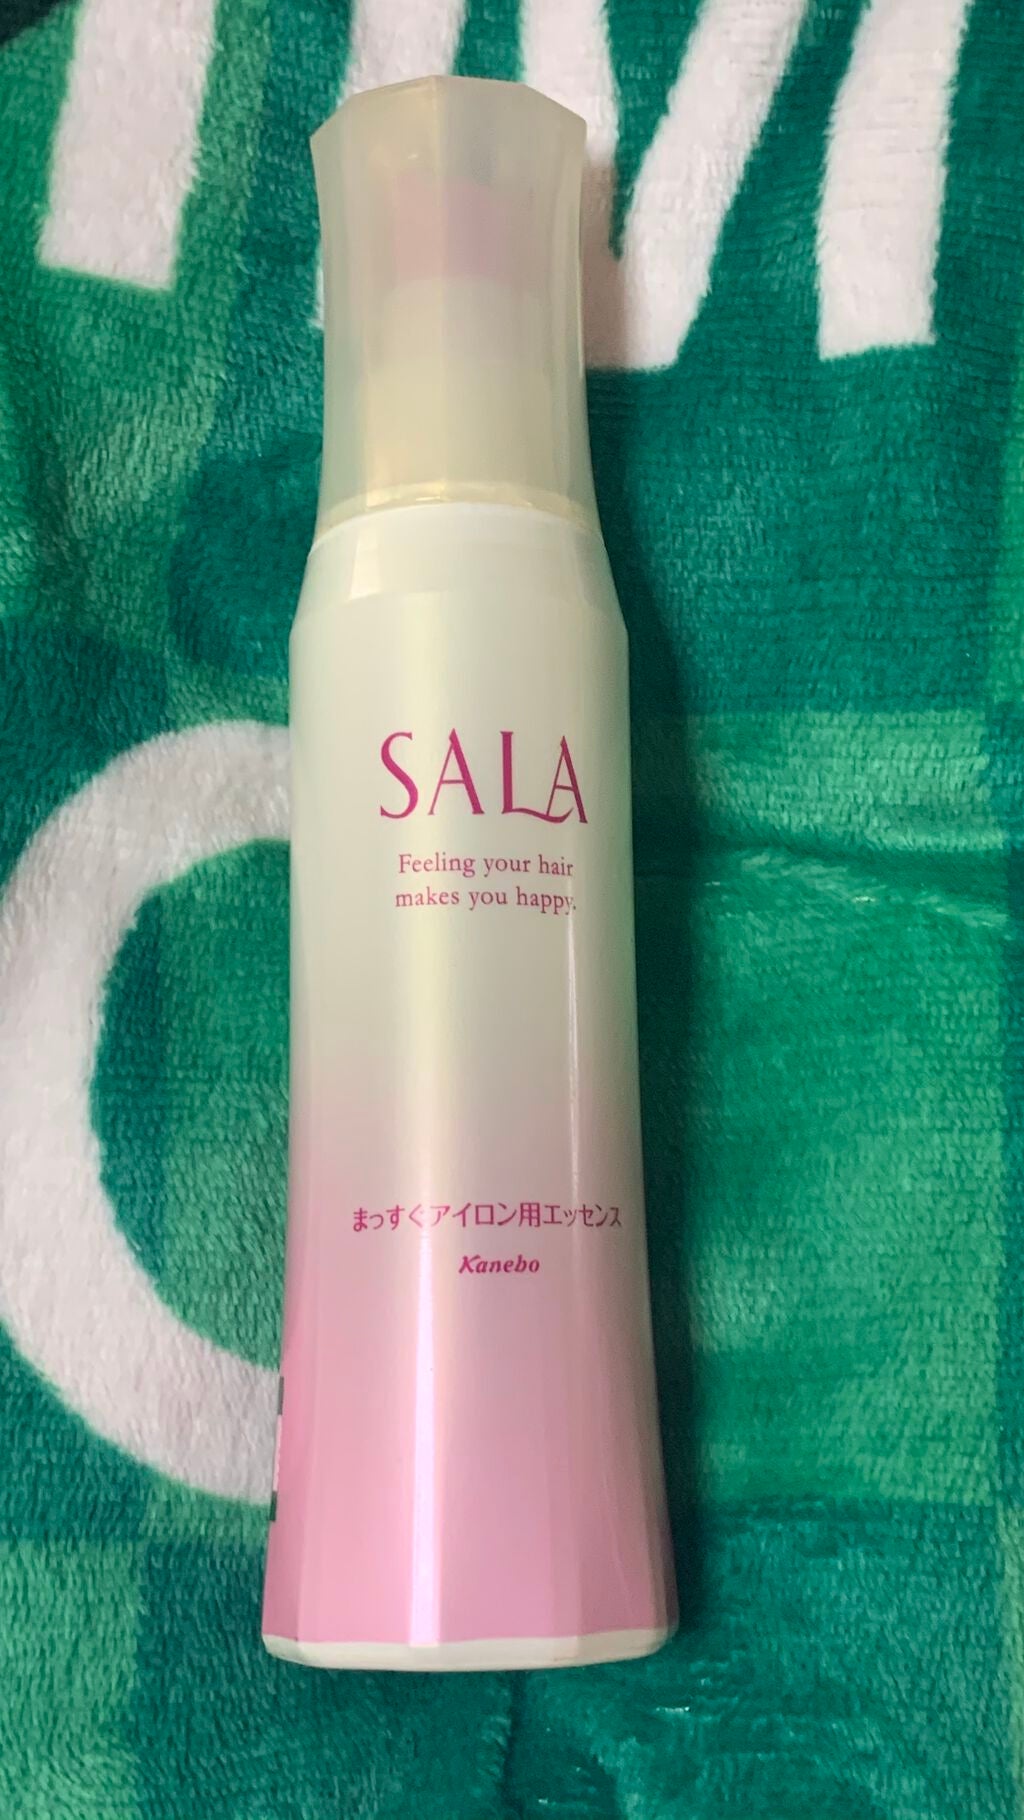 SALA
Feeling your hair
makes you happy.
まっすぐアイロン用エッセンス
Kanebo